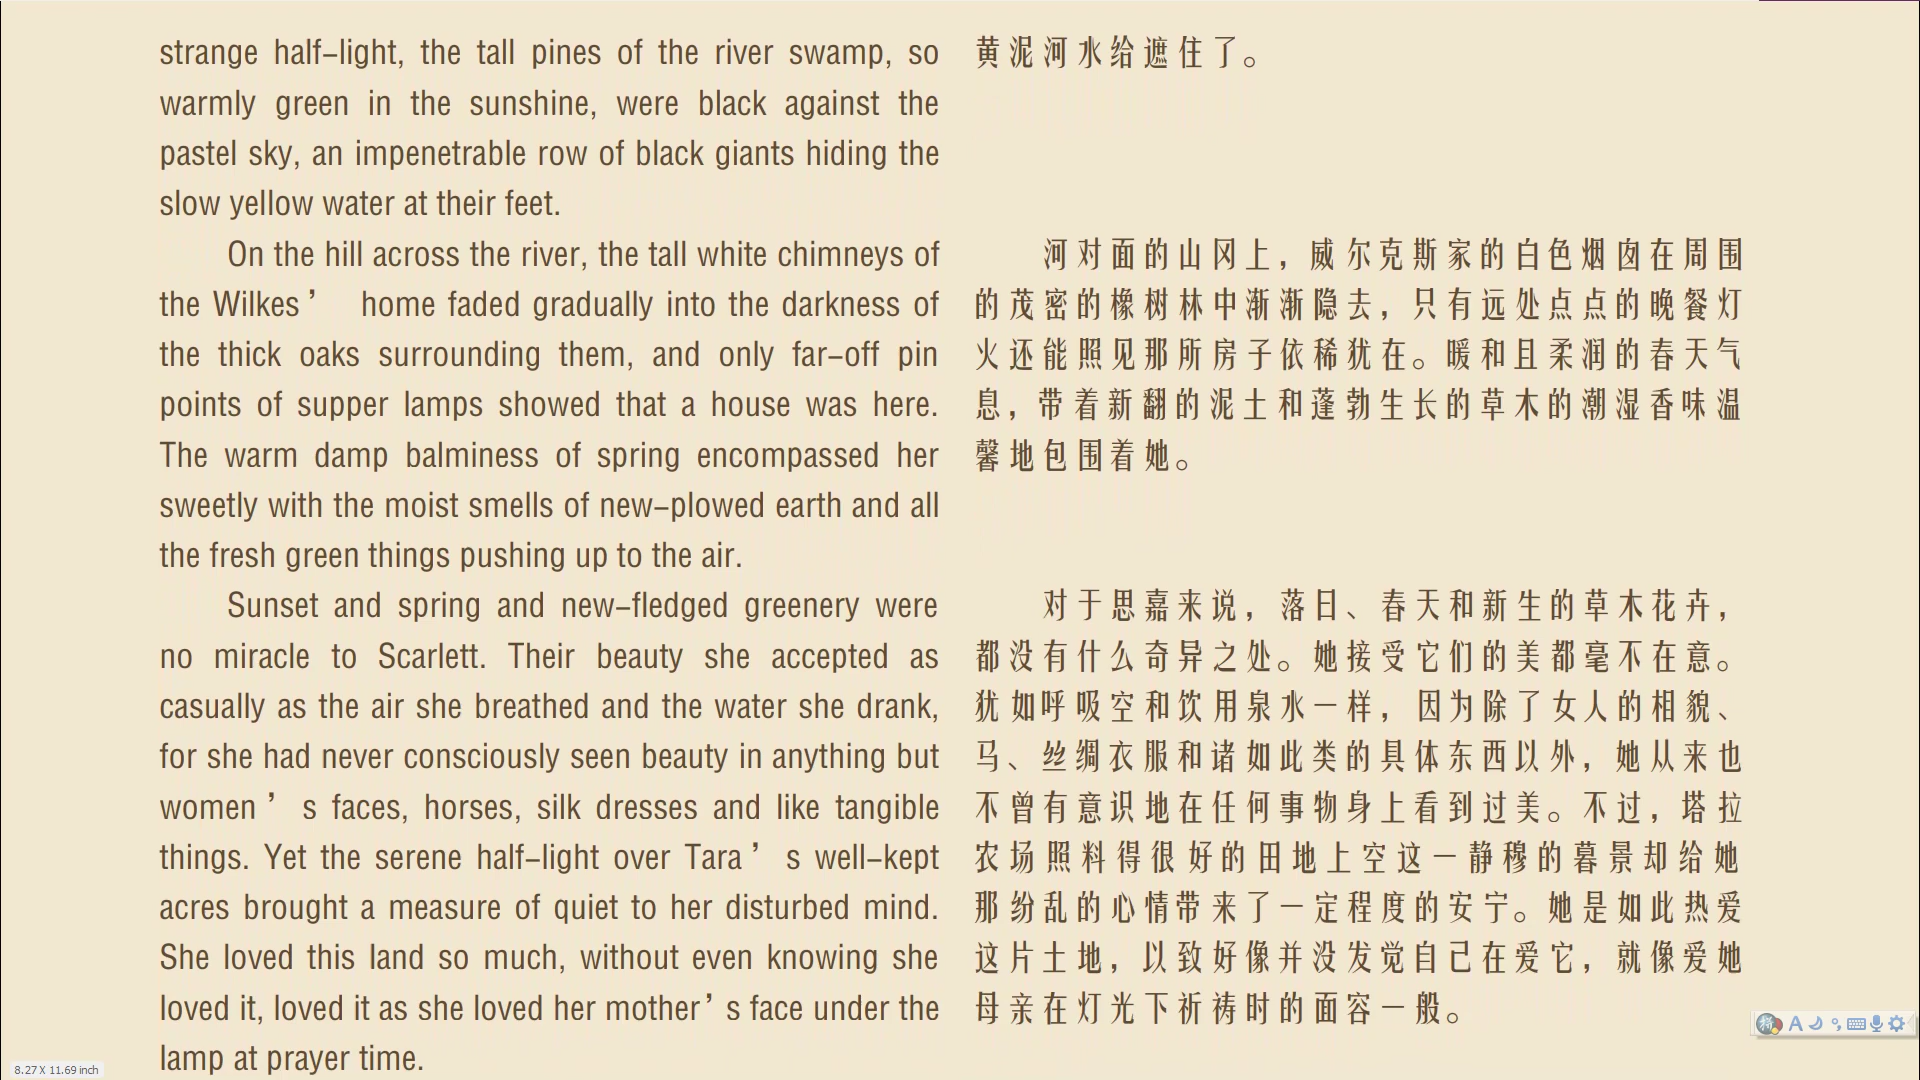 strange half-light, the tall pines of the river swamp, so
warmly green in the sunshine, were black against the
pastel sky, an impenetrable row of black giants hiding the
slow yellow water at their feet.
On the hill across the river, the tall white chimneys of
the Wilkes’ home faded gradually into the darkness of
the thick oaks surrounding them, and only far-off pin
points of supper lamps showed that a house was here.
The warm damp balminess of spring encompassed her
sweetly with the moist smells of new-plowed earth and all
the fresh green things pushing up to the air.
Sunset and spring and new-fledged greenery were
no miracle to Scarlett. Their beauty she accepted as
casually as the air she breathed and the water she drank,
for she had never consciously seen beauty in anything but
women’s faces, horses, silk dresses and like tangible
things. Yet the serene half-light over Tara’s well-kept
acres brought a measure of quiet to her disturbed mind.
She loved this land so much, without even knowing she
loved it, loved it as she loved her mother’s face under the
lamp at prayer time.
黄泥河水给遮住了。
河对面的山冈上，威尔克斯家的白色烟囱在周围
的茂密的橡树林中渐渐隐去，只有远处点点的晚餐灯
火还能照见那所房子依稀犹在。暖和且柔润的春天气
息，带着新翻的泥土和蓬勃生长的草木的潮湿香味温
馨地包围着她。
对于思嘉来说，落日、春天和新生的草木花卉，
都没有什么奇异之处。她接受它们的美都毫不在意。
犹如呼吸空和饮用泉水一样，因为除了女人的相貌、
马、丝绸衣服和诸如此类的具体东西以外，她从来也
不曾有意识地在任何事物身上看到过美。不过，塔拉
农场照料得很好的田地上空这一静穆的暮景却给她
那纷乱的心情带来了一定程度的安宁。她是如此热爱
这片土地，以致好像并没发觉自己在爱它，就像爱她
母亲在灯光下祈祷时的面容一般。
拼 A
8.27 X 11.69 inch